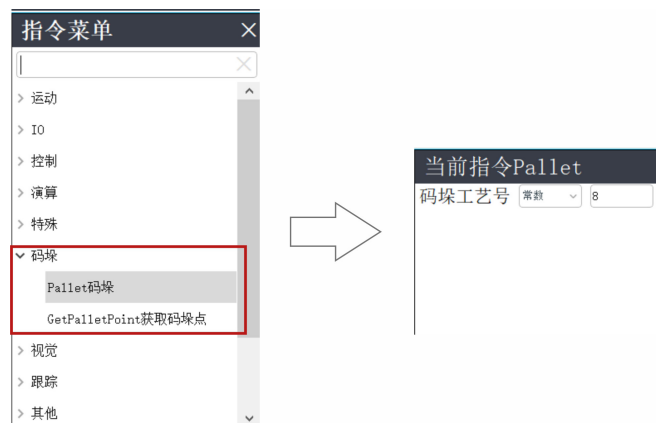 指令菜单
运动
IO
控制
演算
特殊
码垛
Pallet码垛
GetPalletPoint获取码垛点
视觉
跟踪
其他
当前指令Pallet
码垛工艺号 常数 8